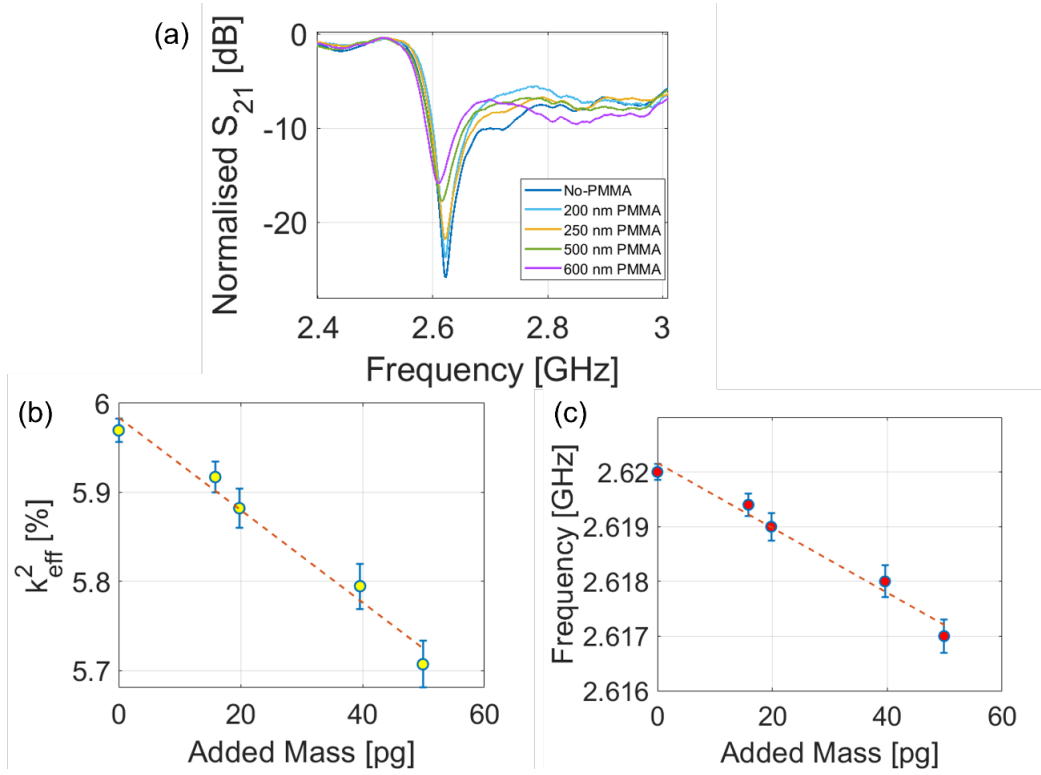 (a)
Normalised S21 [dB]
0
-10
-20
No-PMMA
200 nm PMMA
250 nm PMMA
500 nm PMMA
600 nm PMMA
2.4 2.6 2.8 3
Frequency [GHz]
(b)
k²eff [%]
6
5.9
5.8
5.7
0 20 40 60
Added Mass [pg]
(c)
Frequency [GHz]
2.62
2.619
2.618
2.617
2.616
0 20 40 60
Added Mass [pg]